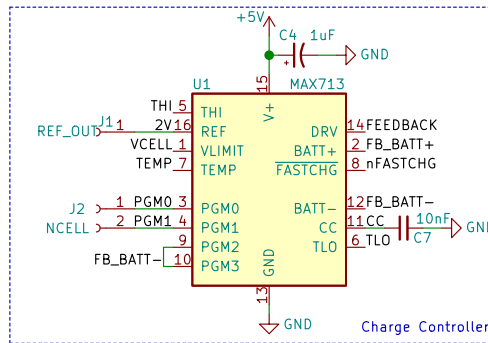 +5V
C4 1uF
GND
U1 MAX713
15
V+
THI 5 THI
J1
REF_OUT 1 2V 16 REF
VCELL 1 VLIMIT
TEMP 7 TEMP
DRV 14 FEEDBACK
BATT+ 2 FB_BATT+
FASTCHG 8 nFASTCHG
J2 1 PGM0 3 PGM0
NCELL 2 PGM1 4 PGM1
9 PGM2
FB_BATT- 10 PGM3
BATT- 12 FB_BATT-
CC 11 CC 10nF
C7
GND
TLO 6 TLO
GND
13
GND
Charge Controller